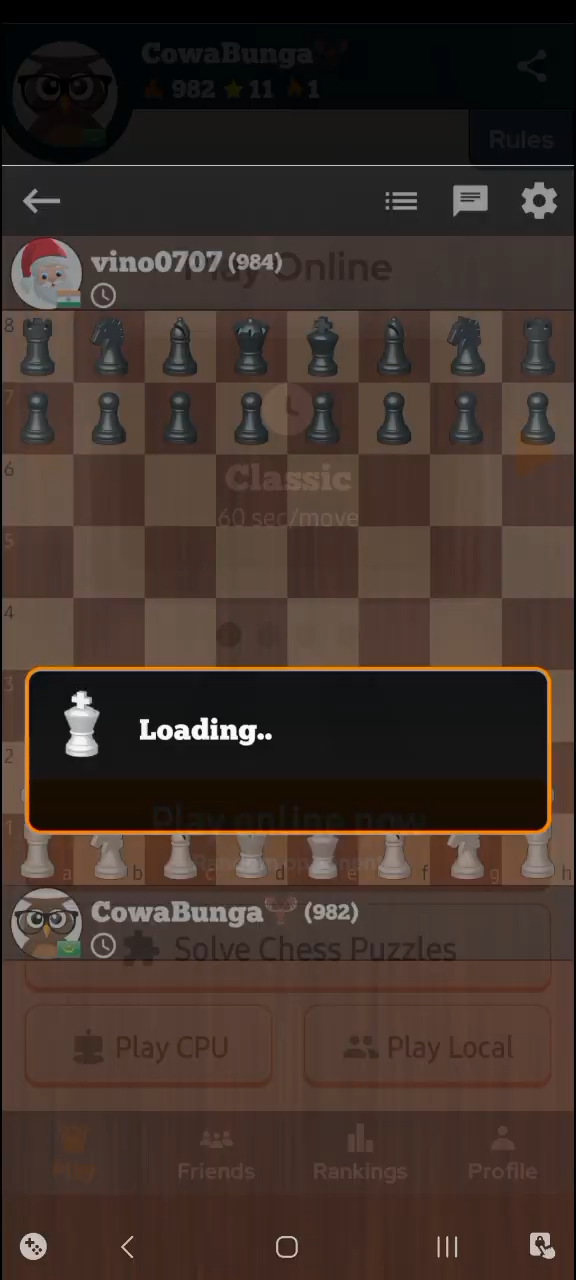 CowaBunga
982 11 1
Rules
vino0707 (984)
Play Online
8
7
6
Classic
60 sec/move
5
4
3
Loading..
2
Play online now
1
a b c d e f g h
CowaBunga (982)
Solve Chess Puzzles
Play CPU
Play Local
Play
Friends
Rankings
Profile